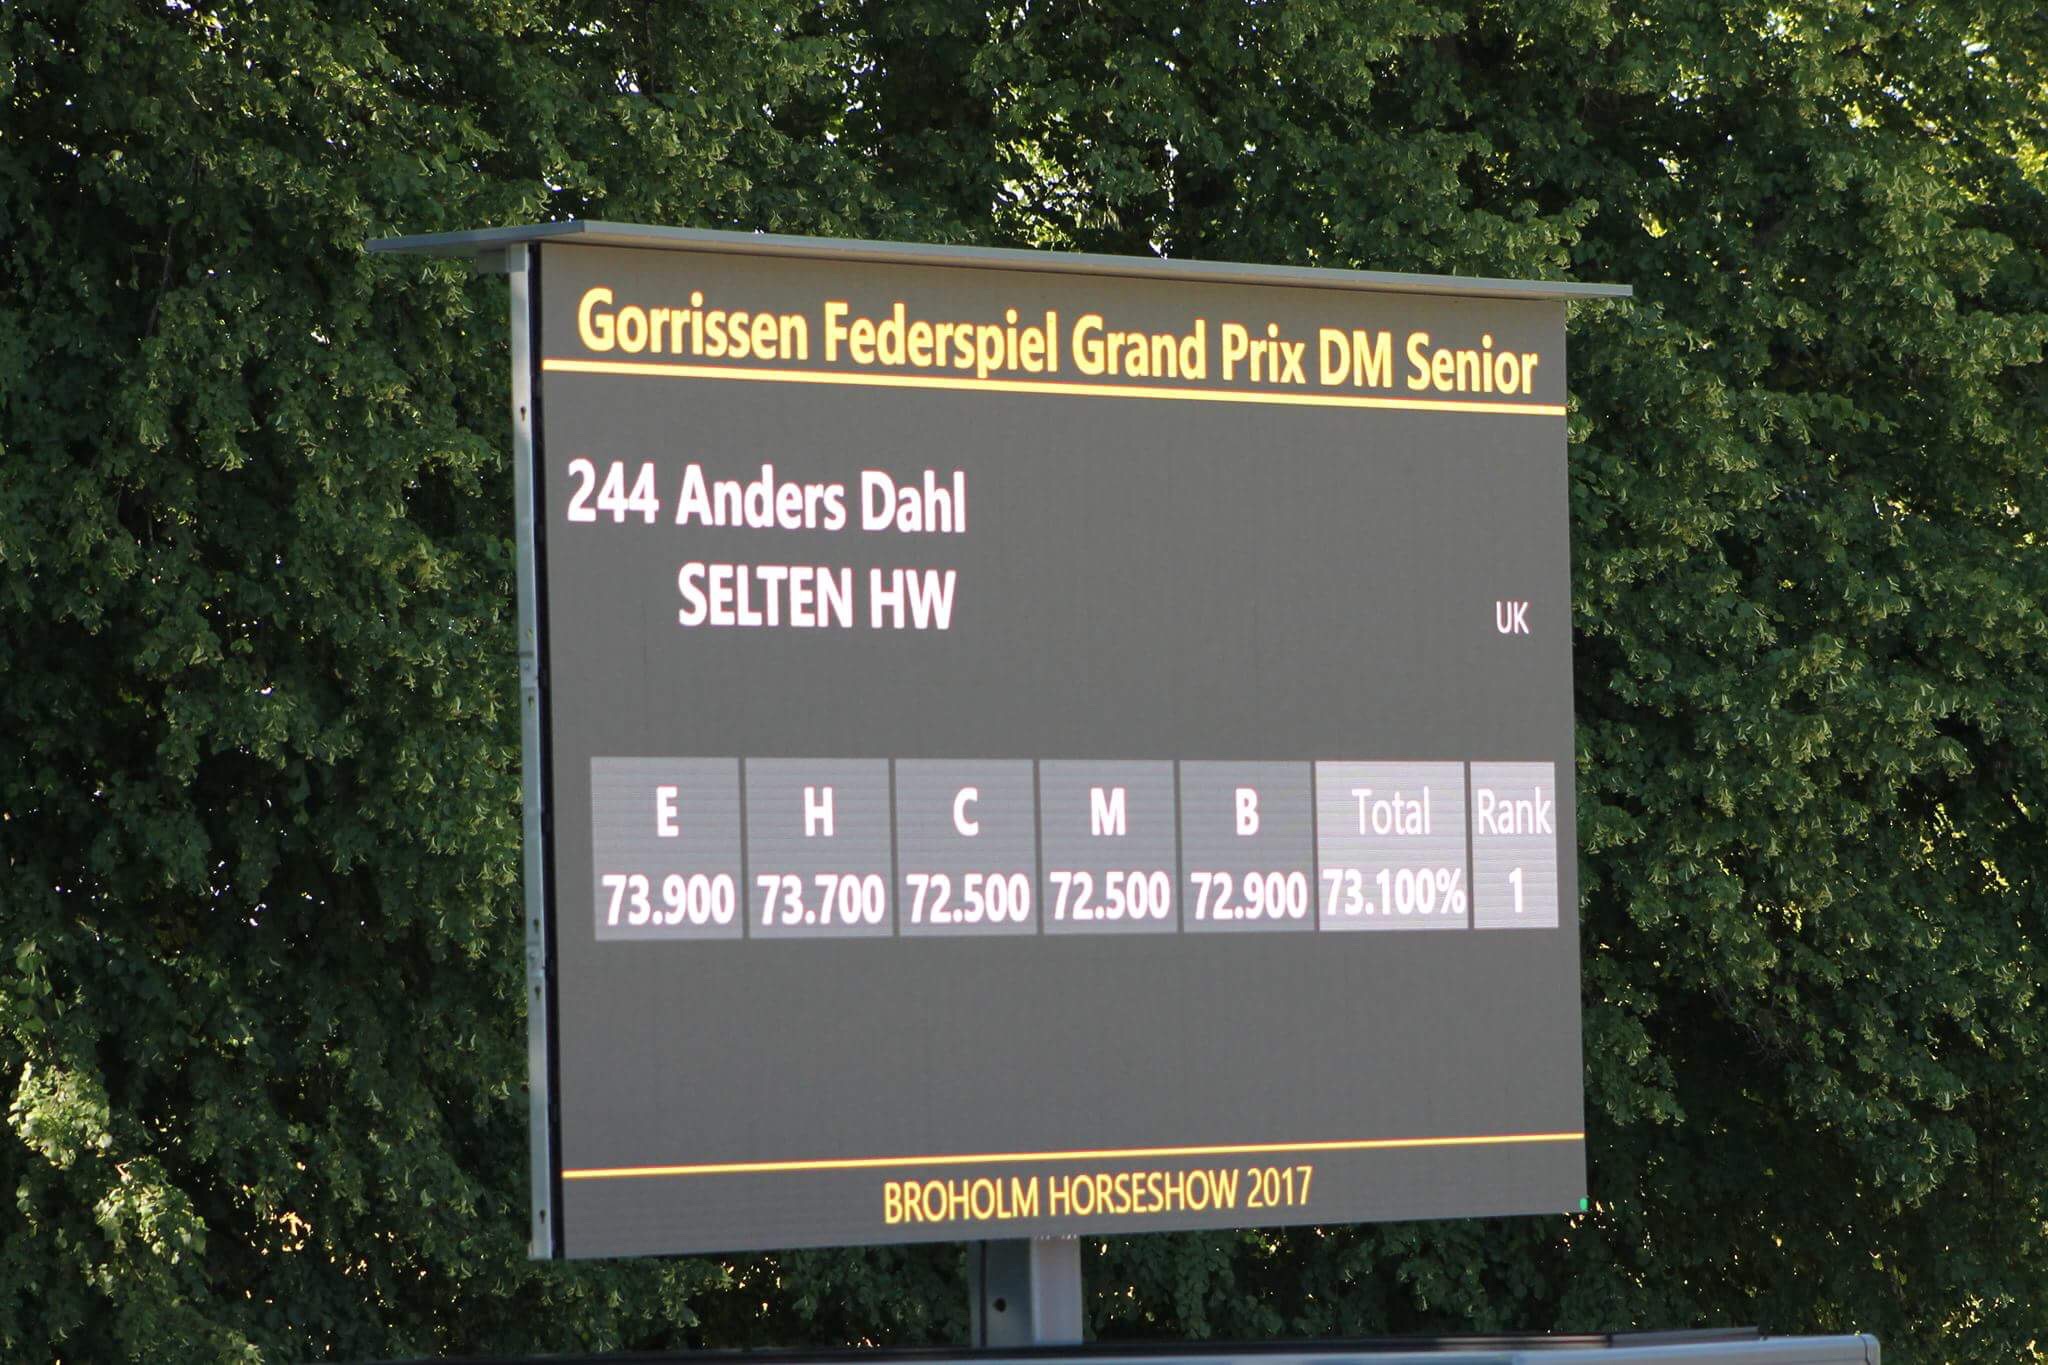 Gorrissen Federspiel Grand Prix DM Senior
244 Anders Dahl
SELTEN HW
UK
E H C M B Total Rank
73.900 73.700 72.500 72.500 72.900 73.100% 1
BROHOLM HORSESHOW 2017